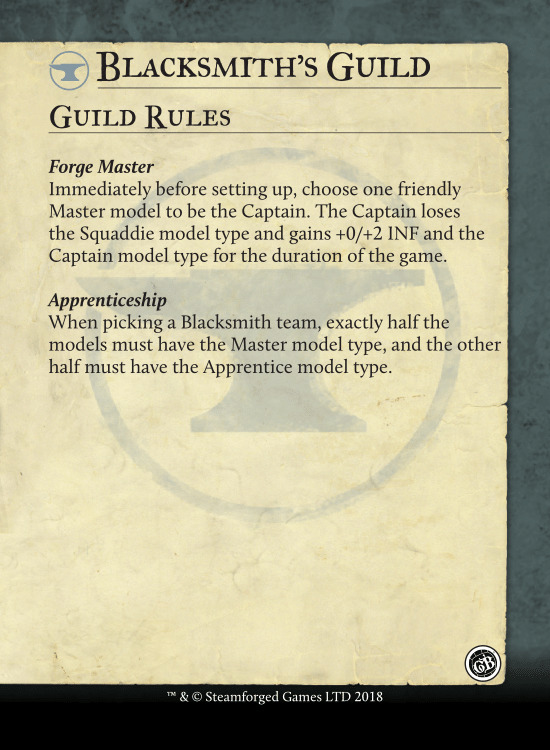 Blacksmith's Guild
Guild Rules
Forge Master
Immediately before setting up, choose one friendly
Master model to be the Captain. The Captain loses
the Squaddie model type and gains +0/+2 INF and the
Captain model type for the duration of the game.
Apprenticeship
When picking a Blacksmith team, exactly half the
models must have the Master model type, and the other
half must have the Apprentice model type.
GB
™ & © Steamforged Games LTD 2018